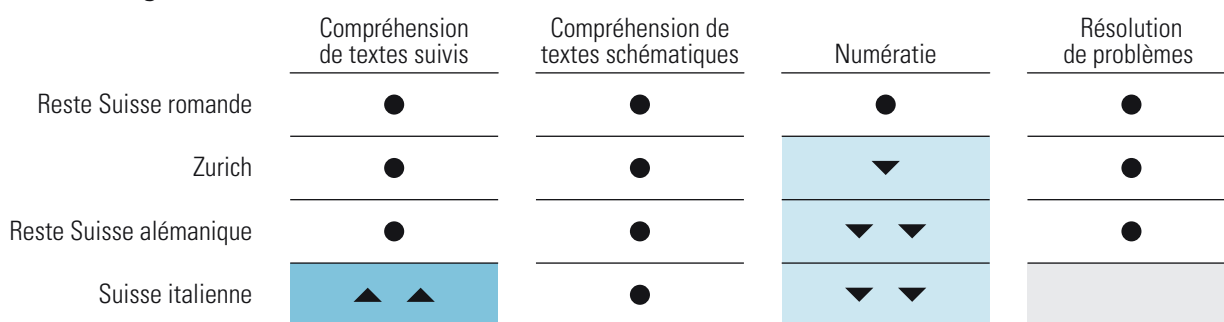 Compréhension
de textes suivis
Compréhension de
textes schématiques
Numératie
Résolution
de problèmes
Reste Suisse romande
Zurich
Reste Suisse alémanique
Suisse italienne